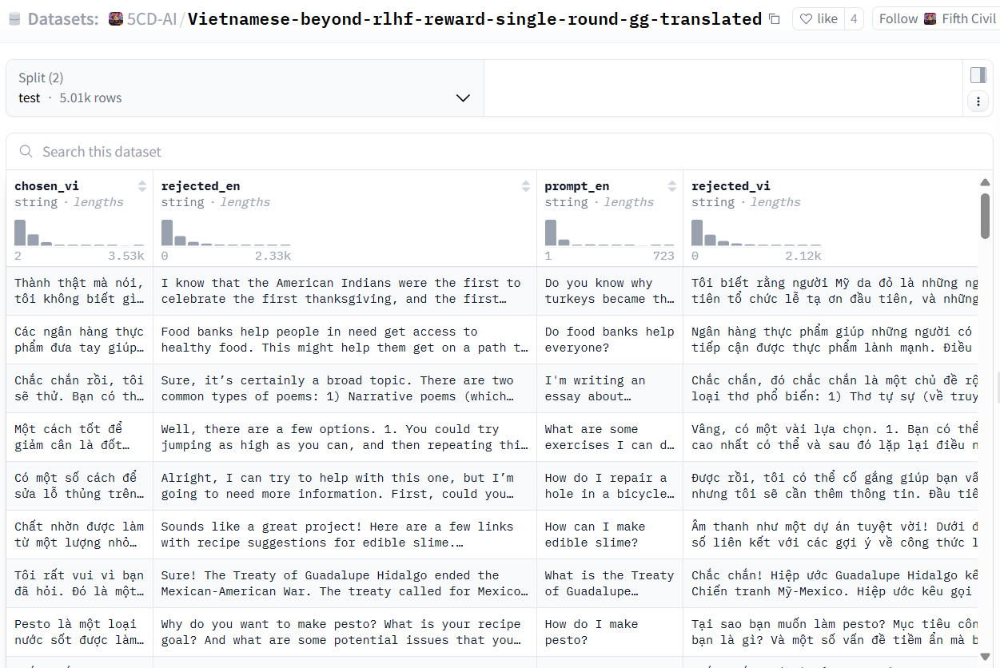 Datasets: 5CD-AI/Vietnamese-beyond-rlhf-reward-single-round-gg-translated like 4 Follow Fifth Civil
Split (2)
test · 5.01k rows
Search this dataset
chosen_vi rejected_en prompt_en rejected_vi
string · lengths string · lengths string · lengths string · lengths
2 3.53k 0 2.33k 1 723 0 2.12k
Thành thật mà nói, I know that the American Indians were the first to Do you know why Tôi biết rằng người Mỹ da đỏ là những ng
tôi không biết gì… celebrate the first thanksgiving, and the first… turkeys became th… tiên tổ chức lễ tạ ơn đầu tiên, và những
Các ngân hàng thực Food banks help people in need get access to Do food banks help Ngân hàng thực phẩm giúp những người có
phẩm đưa tay giúp… healthy food. This might help them get on a path t… everyone? tiếp cận được thực phẩm lành mạnh. Điều
Chắc chắn rồi, tôi Sure, it’s certainly a broad topic. There are two I'm writing an Chắc chắn, đó chắc chắn là một chủ đề rộ
sẽ thử. Bạn có th… common types of poems: 1) Narrative poems (which… essay about… loại thơ phổ biến: 1) Thơ tự sự (về truy
Một cách tốt để Well, there are a few options. 1. You could try What are some Vâng, có một vài lựa chọn. 1. Bạn có thể
giảm cân là đốt… jumping as high as you can, and then repeating thi… exercises I can d… cao nhất có thể và sau đó lặp lại điều n
Có một số cách để Alright, I can try to help with this one, but I’m How do I repair a Được rồi, tôi có thể cố gắng giúp bạn vấ
sửa lỗ thủng trên… going to need more information. First, could you… hole in a bicycle… nhưng tôi sẽ cần thêm thông tin. Đầu tiê
Chất nhờn được làm Sounds like a great project! Here are a few links How can I make Âm thanh như một dự án tuyệt vời! Dưới đ
từ một lượng nhỏ… with recipe suggestions for edible slime.… edible slime? số liên kết với các gợi ý về công thức l
Tôi rất vui vì bạn Sure! The Treaty of Guadalupe Hidalgo ended the What is the Treaty Chắc chắn! Hiệp ước Guadalupe Hidalgo kế
đã hỏi. Đó là một… Mexican-American War. The treaty called for Mexico… of Guadalupe… Chiến tranh Mỹ-Mexico. Hiệp ước kêu gọi
Pesto là một loại Why do you want to make pesto? What is your recipe How do I make Tại sao bạn muốn làm pesto? Mục tiêu côn
nước sốt được làm… goal? And what are some potential issues that you… pesto? bạn là gì? Và một số vấn đề tiềm ẩn mà b